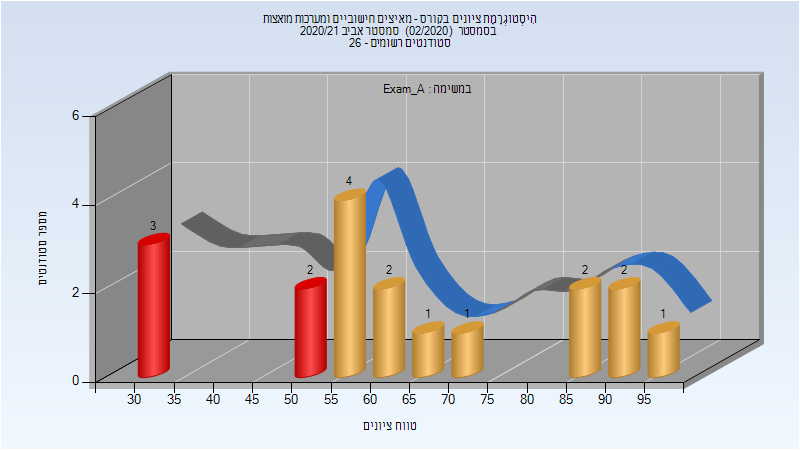 היסטוגרמת ציונים בקורס - מאיצים חישוביים ומערכות מואצות
בסמסטר (02/2020) סמסטר אביב 2020/21
סטודנטים רשומים - 26
במשימה : Exam_A
מספר סטודנטים
6
4
2
0
3
2
4
2
1
1
2
2
1
30 35 40 45 50 55 60 65 70 75 80 85 90 95
טווח ציונים